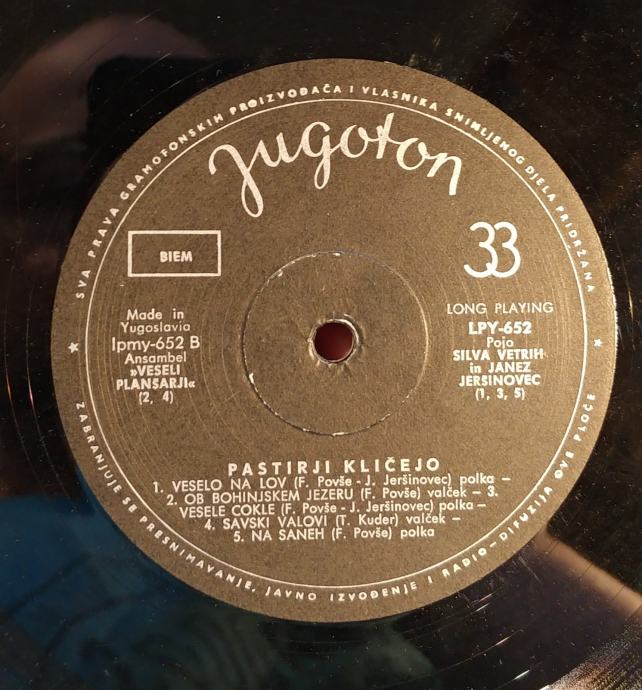 SVA PRAVA GRAMOFONSKIH PROIZVOĐAČA I VLASNIKA SNIMLJENOG DJELA PRIDRŽANA
Jugoton
BIEM
33
Made in
Yugoslavia
lpmy-652 B
Ansambel
»VESELI
PLANŠARJI«
(2, 4)
LONG PLAYING
LPY-652
Pojo
SILVA VETRIH
in JANEZ
JERŠINOVEC
(1, 3, 5)
PASTIRJI KLIČEJO
1. VESELO NA LOV (F. Povše - J. Jeršinovec) polka –
2. OB BOHINJSKEM JEZERU (F. Povše) valček – 3.
VESELE COKLE (F. Povše - J. Jeršinovec) polka –
4. SAVSKI VALOVI (T. Kuder) valček –
5. NA SANEH (F. Povše) polka
ZABRANJUJE SE PRESNIMAVANJE, JAVNO IZVOĐENJE I RADIO-DIFUZIJA OVE PLOČE